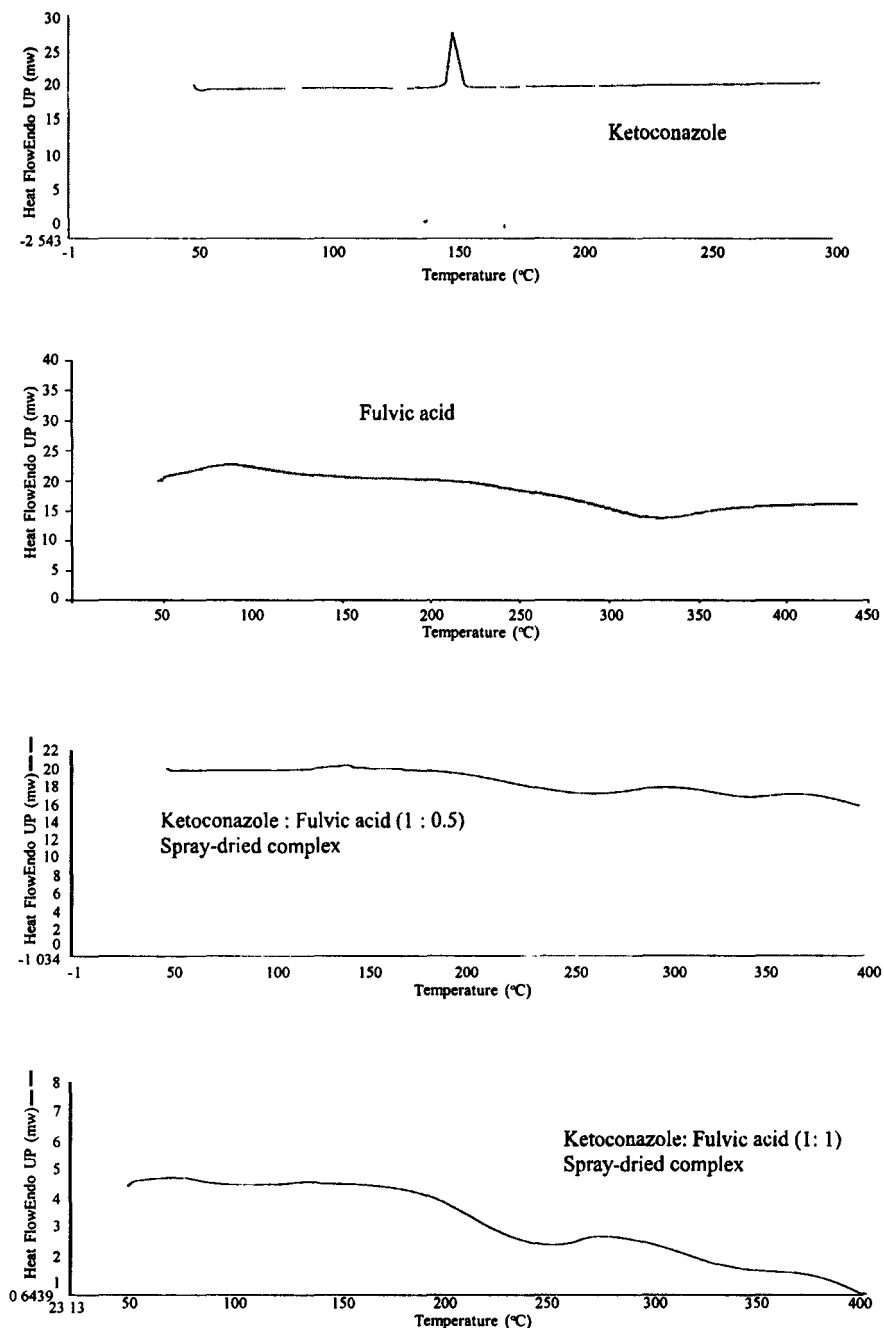 30
25
20
15
10
5
0
-2 543
Heat FlowEndo UP (mw)
Ketoconazole
-1 50 100 150 200 250 300
Temperature (°C)
40
35
30
25
20
15
10
5
0
Heat FlowEndo UP (mw)
Fulvic acid
50 100 150 200 250 300 350 400 450
Temperature (°C)
22
20
18
16
14
12
10
8
6
4
2
0
-1 034
Heat FlowEndo UP (mw)
Ketoconazole : Fulvic acid (1 : 0.5)
Spray-dried complex
-1 50 100 150 200 250 300 350 400
Temperature (°C)
8
7
6
5
4
3
2
1
0 6439
Heat FlowEndo UP (mw)
Ketoconazole: Fulvic acid (1: 1)
Spray-dried complex
23 13 50 100 150 200 250 300 350 400
Temperature (°C)